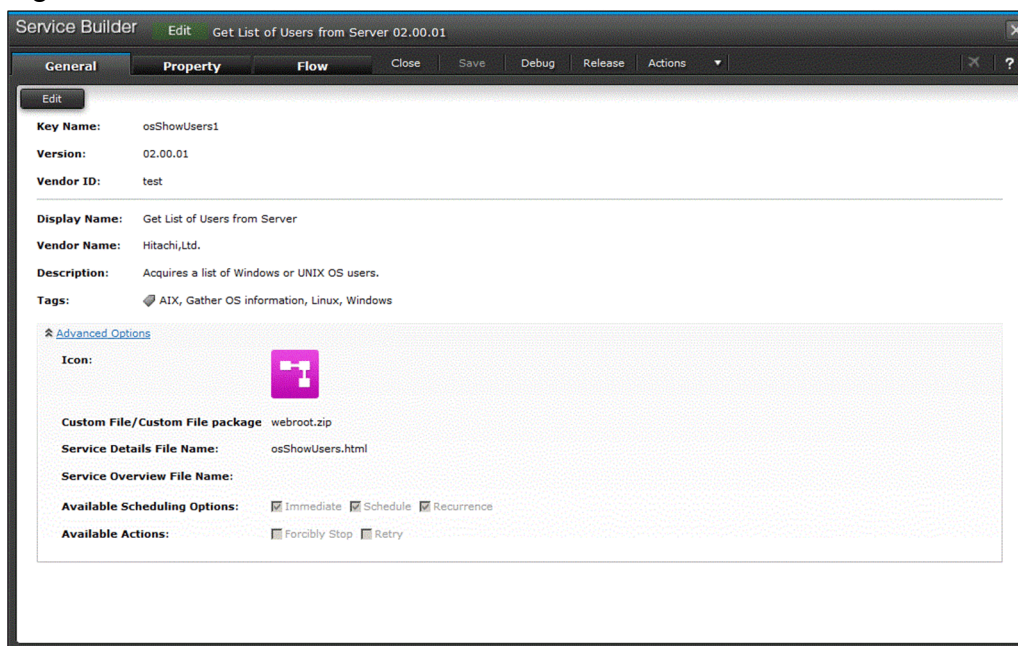 Service Builder Edit Get List of Users from Server 02.00.01
General Property Flow Close Save Debug Release Actions ?
Edit
Key Name: osShowUsers1
Version: 02.00.01
Vendor ID: test
Display Name: Get List of Users from Server
Vendor Name: Hitachi,Ltd.
Description: Acquires a list of Windows or UNIX OS users.
Tags: AIX, Gather OS information, Linux, Windows
Advanced Options
Icon:
Custom File/Custom File package webroot.zip
Service Details File Name: osShowUsers.html
Service Overview File Name:
Available Scheduling Options: Immediate Schedule Recurrence
Available Actions: Forcibly Stop Retry